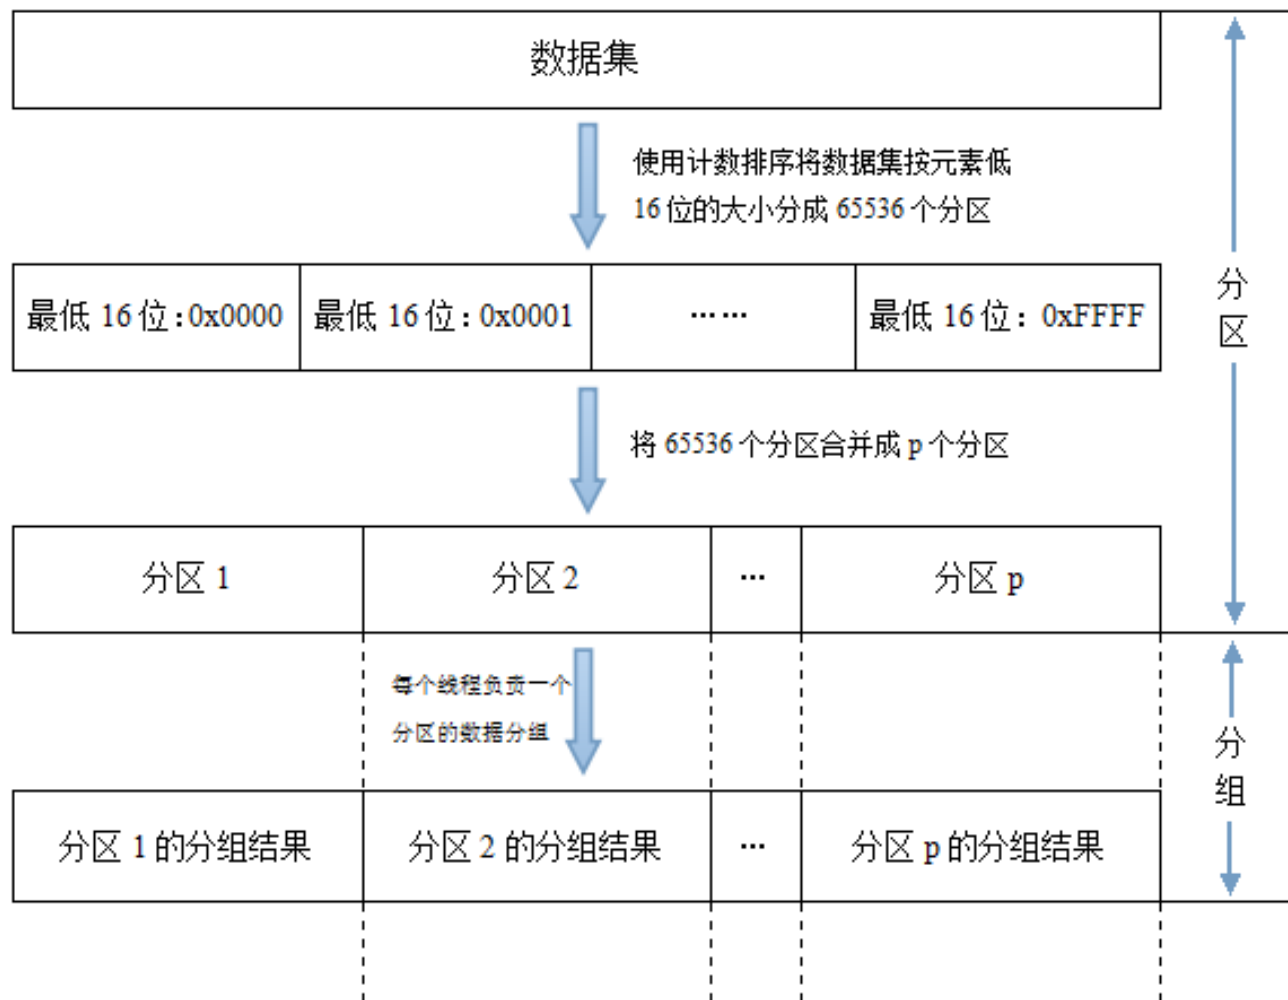 数据集
使用计数排序将数据集按元素低
16位的大小分成 65536个分区
最低 16位:0x0000
最低 16位: 0x0001
……
最低 16位: 0xFFFF
将 65536个分区合并成 p个分区
分区 1
分区 2
…
分区 p
每个线程负责一个
分区的数据分组
分区 1的分组结果
分区 2的分组结果
…
分区 p的分组结果
分
区
分
组